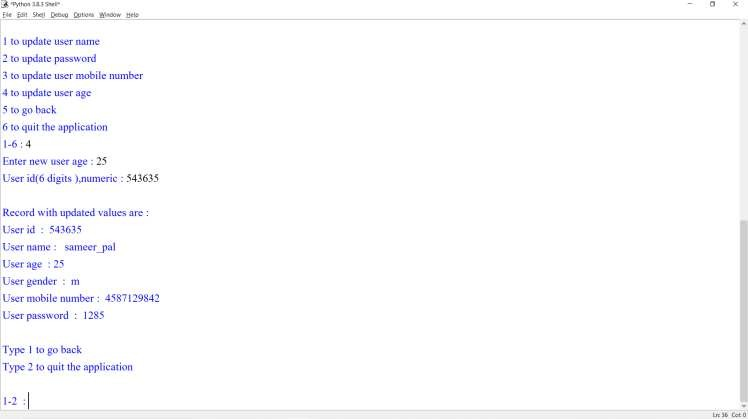 *Python 3.8.3 Shell*
File Edit Shell Debug Options Window Help
1 to update user name
2 to update password
3 to update user mobile number
4 to update user age
5 to go back
6 to quit the application
1-6 : 4
Enter new user age : 25
User id(6 digits ),numeric : 543635
Record with updated values are :
User id : 543635
User name : sameer_pal
User age : 25
User gender : m
User mobile number : 4587129842
User password : 1285
Type 1 to go back
Type 2 to quit the application
1-2 :
Ln: 36 Col: 0